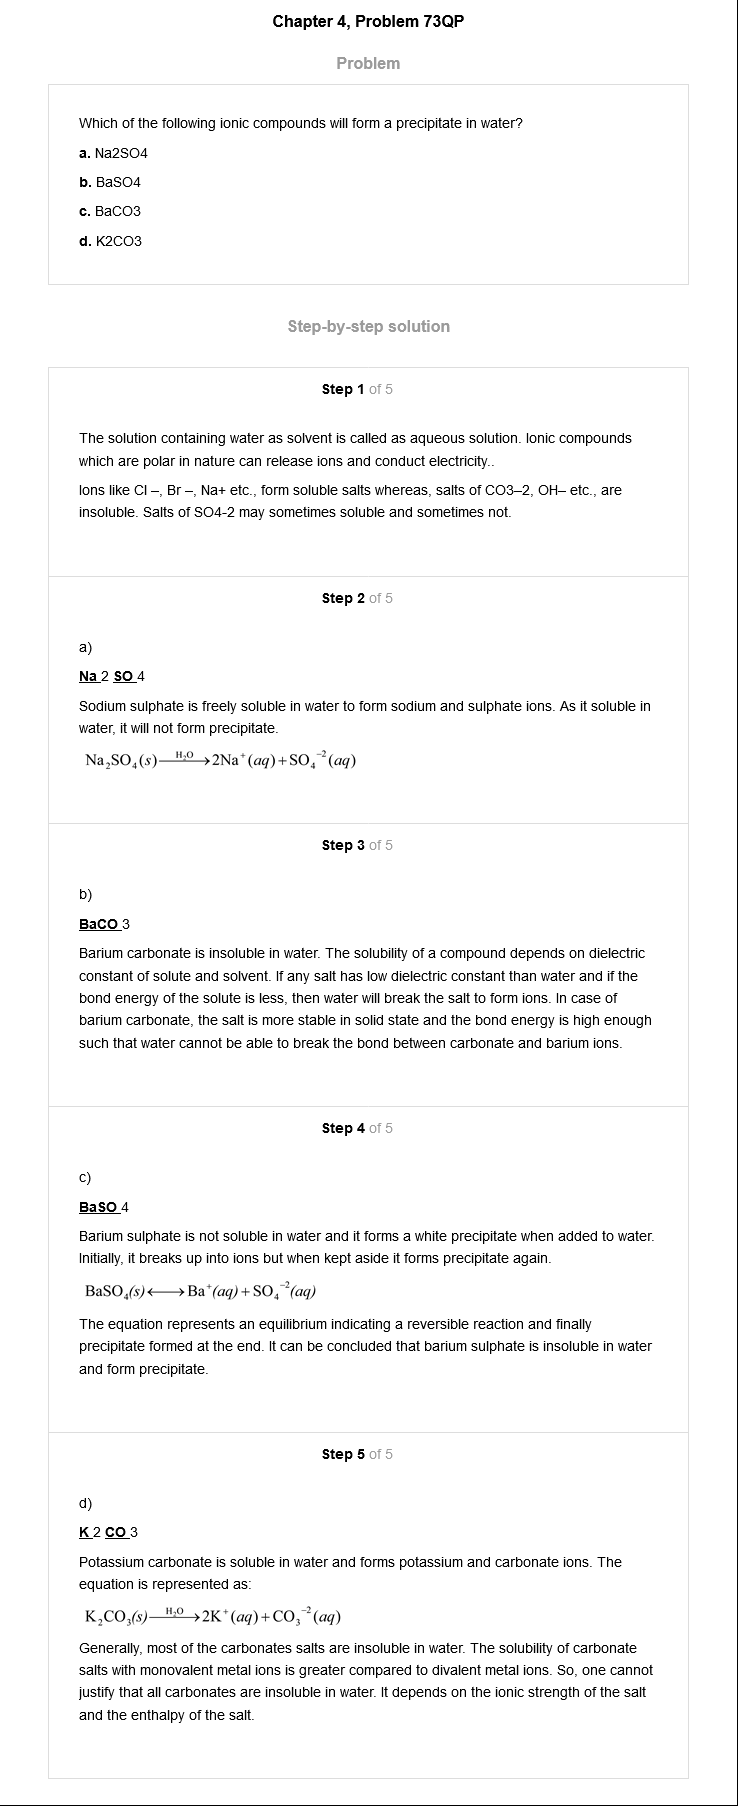 Chapter 4, Problem 73QP
Problem
Which of the following ionic compounds will form a precipitate in water?
a. Na2SO4
b. BaSO4
c. BaCO3
d. K2CO3
Step-by-step solution
Step 1 of 5
The solution containing water as solvent is called as aqueous solution. Ionic compounds
which are polar in nature can release ions and conduct electricity..
Ions like Cl –, Br –, Na+ etc., form soluble salts whereas, salts of CO3–2, OH– etc., are
insoluble. Salts of SO4-2 may sometimes soluble and sometimes not.
Step 2 of 5
a)
Na 2 SO 4
Sodium sulphate is freely soluble in water to form sodium and sulphate ions. As it soluble in
water, it will not form precipitate.
Na₂SO₄(s) —H₂O→ 2Na⁺(aq)+SO₄⁻²(aq)
Step 3 of 5
b)
BaCO 3
Barium carbonate is insoluble in water. The solubility of a compound depends on dielectric
constant of solute and solvent. If any salt has low dielectric constant than water and if the
bond energy of the solute is less, then water will break the salt to form ions. In case of
barium carbonate, the salt is more stable in solid state and the bond energy is high enough
such that water cannot be able to break the bond between carbonate and barium ions.
Step 4 of 5
c)
BaSO 4
Barium sulphate is not soluble in water and it forms a white precipitate when added to water.
Initially, it breaks up into ions but when kept aside it forms precipitate again.
BaSO₄(s) ⟷ Ba⁺(aq)+SO₄⁻²(aq)
The equation represents an equilibrium indicating a reversible reaction and finally
precipitate formed at the end. It can be concluded that barium sulphate is insoluble in water
and form precipitate.
Step 5 of 5
d)
K 2 CO 3
Potassium carbonate is soluble in water and forms potassium and carbonate ions. The
equation is represented as:
K₂CO₃(s) —H₂O→ 2K⁺(aq)+CO₃⁻²(aq)
Generally, most of the carbonates salts are insoluble in water. The solubility of carbonate
salts with monovalent metal ions is greater compared to divalent metal ions. So, one cannot
justify that all carbonates are insoluble in water. It depends on the ionic strength of the salt
and the enthalpy of the salt.